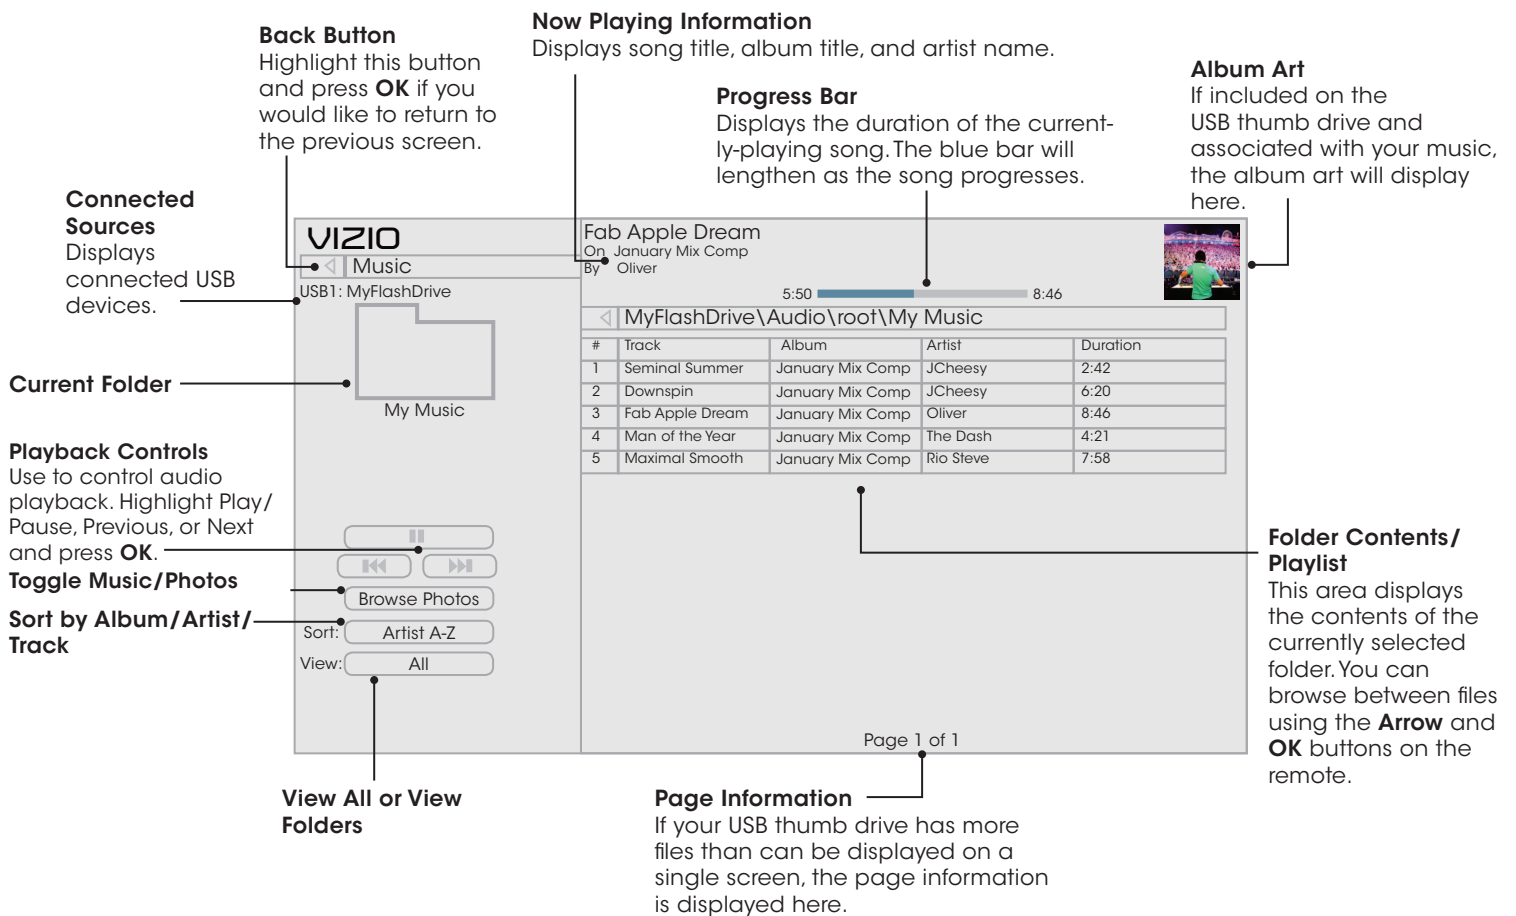 Back Button
Highlight this button
and press OK if you
would like to return to
the previous screen.
Now Playing Information
Displays song title, album title, and artist name.
Progress Bar
Displays the duration of the current-
ly-playing song. The blue bar will
lengthen as the song progresses.
Album Art
If included on the
USB thumb drive and
associated with your music,
the album art will display
here.
Connected
Sources
Displays
connected USB
devices.
Current Folder
Playback Controls
Use to control audio
playback. Highlight Play/
Pause, Previous, or Next
and press OK.
Toggle Music/Photos
Sort by Album/Artist/
Track
VIZIO
Music
USB1: MyFlashDrive
My Music
Browse Photos
Sort: Artist A-Z
View: All
Fab Apple Dream
On January Mix Comp
By Oliver
5:50 8:46
MyFlashDrive\Audio\root\My Music
# Track Album Artist Duration
1 Seminal Summer January Mix Comp JCheesy 2:42
2 Downspin January Mix Comp JCheesy 6:20
3 Fab Apple Dream January Mix Comp Oliver 8:46
4 Man of the Year January Mix Comp The Dash 4:21
5 Maximal Smooth January Mix Comp Rio Steve 7:58
Page 1 of 1
Folder Contents/
Playlist
This area displays
the contents of the
currently selected
folder. You can
browse between files
using the Arrow and
OK buttons on the
remote.
View All or View
Folders
Page Information
If your USB thumb drive has more
files than can be displayed on a
single screen, the page information
is displayed here.